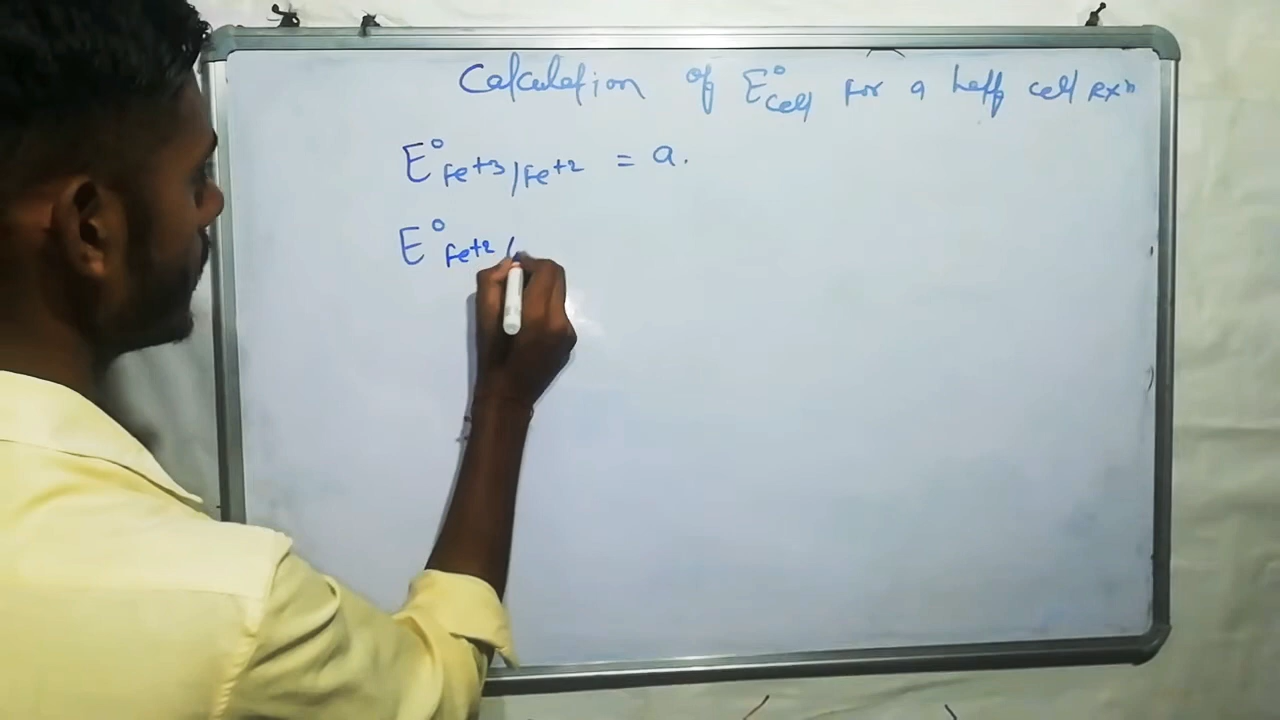 Calculation of E°cell for a half cell Rxn
E°Fe+3/Fe+2 = a.
E°Fe+2/